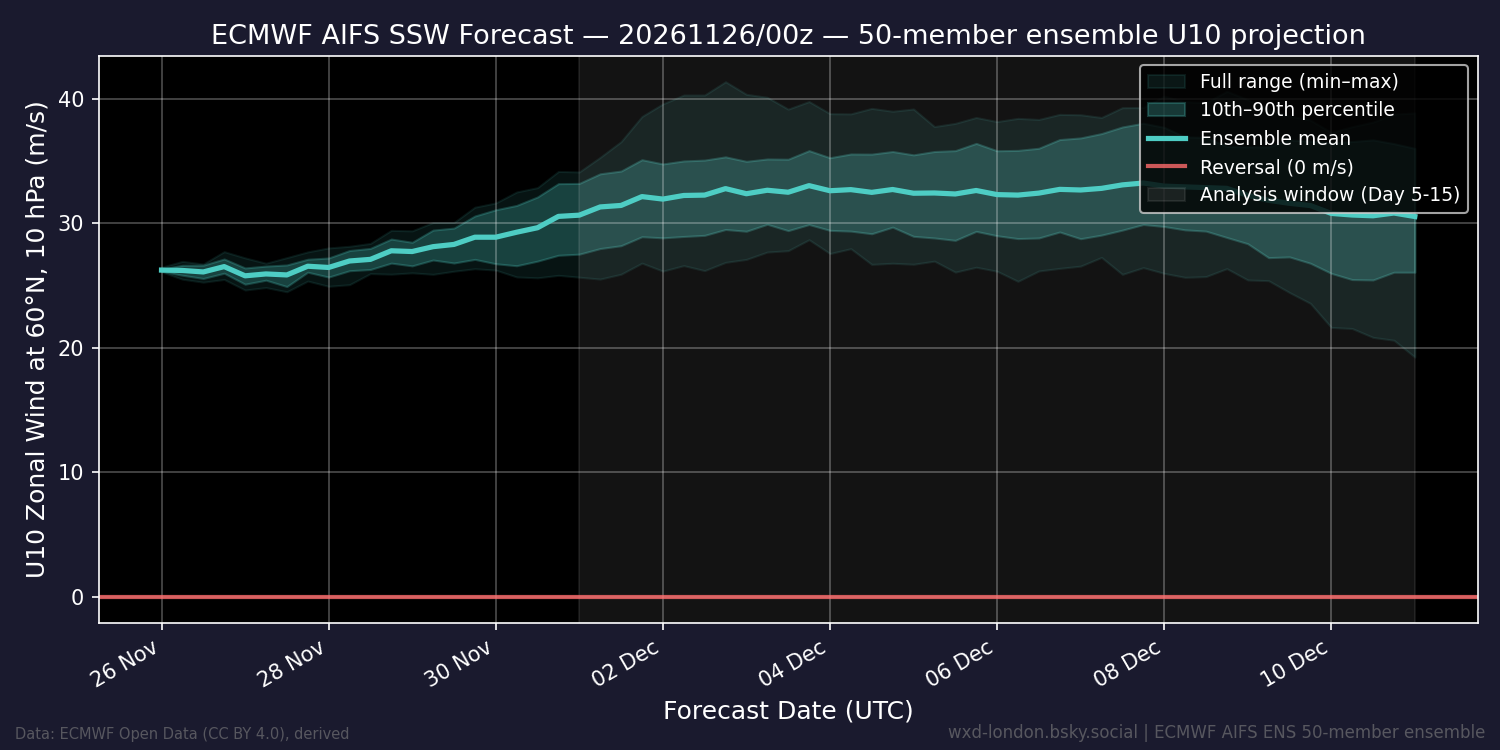 ECMWF AIFS SSW Forecast — 20261126/00z — 50-member ensemble U10 projection
U10 Zonal Wind at 60°N, 10 hPa (m/s)
40
30
20
10
0
Full range (min–max)
10th–90th percentile
Ensemble mean
Reversal (0 m/s)
Analysis window (Day 5-15)
26 Nov
28 Nov
30 Nov
02 Dec
04 Dec
06 Dec
08 Dec
10 Dec
Forecast Date (UTC)
Data: ECMWF Open Data (CC BY 4.0), derived
wxd-london.bsky.social | ECMWF AIFS ENS 50-member ensemble